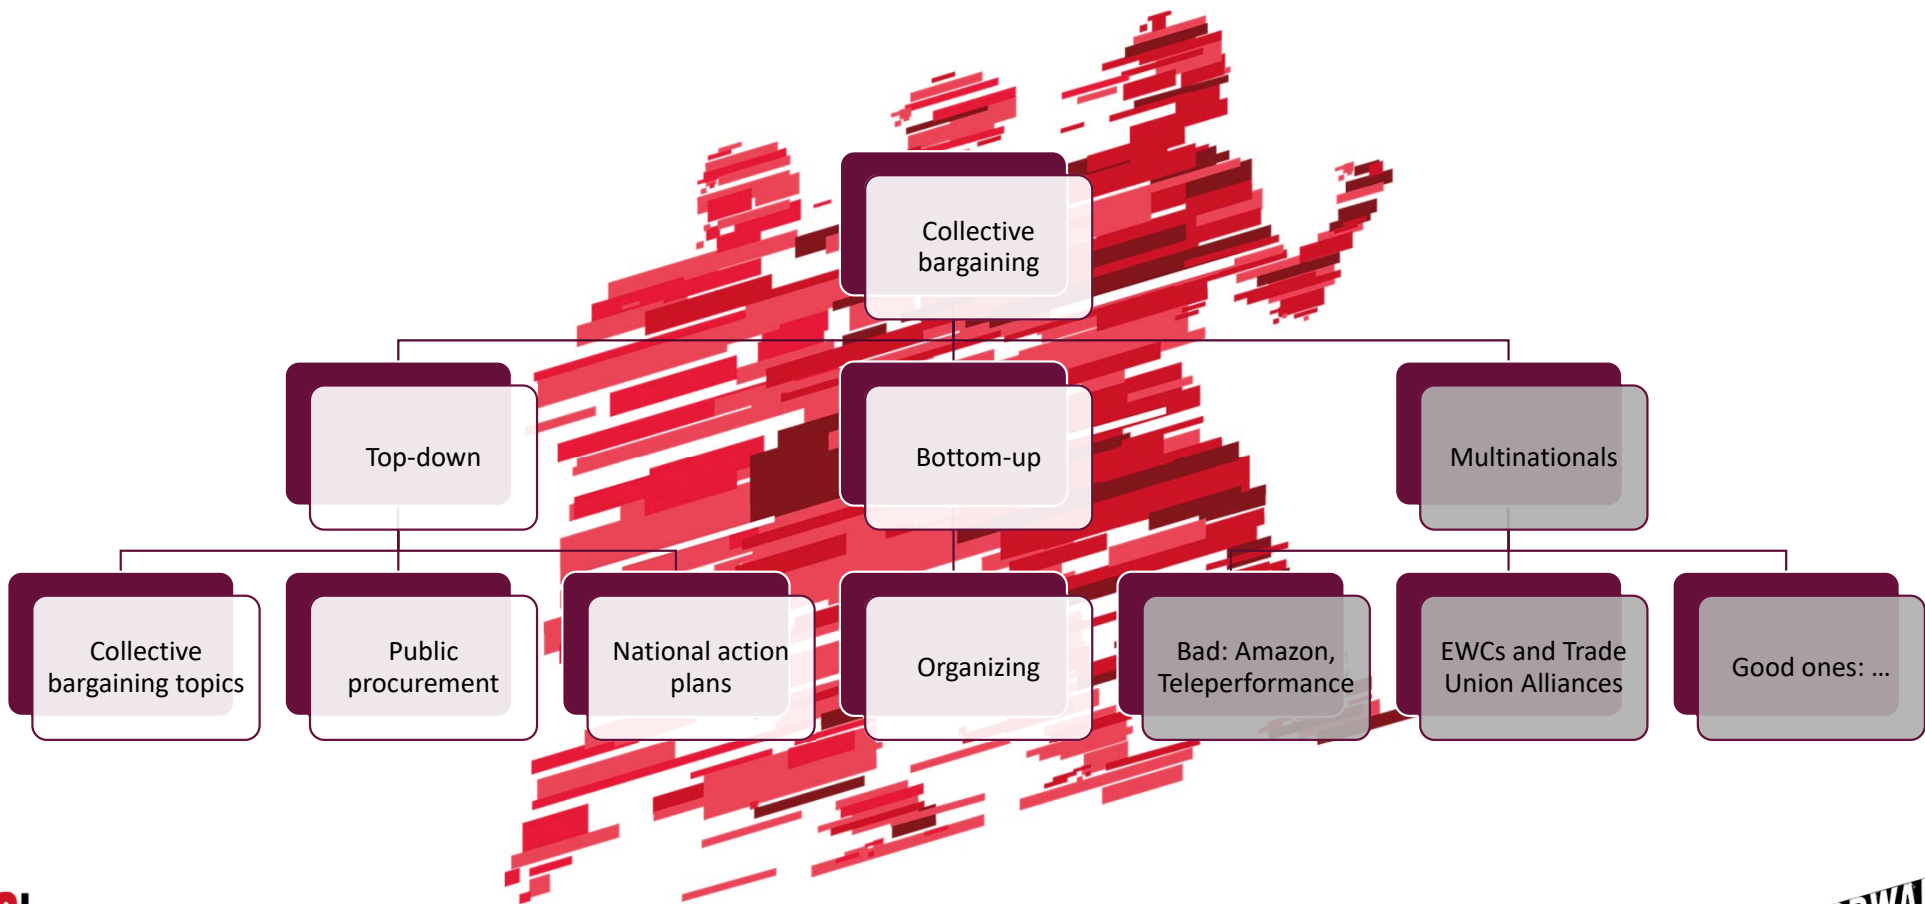 Collective
bargaining
Top-down
Bottom-up
Multinationals
Collective
bargaining topics
Public
procurement
National action
plans
Organizing
Bad: Amazon,
Teleperformance
EWCs and Trade
Union Alliances
Good ones: ...